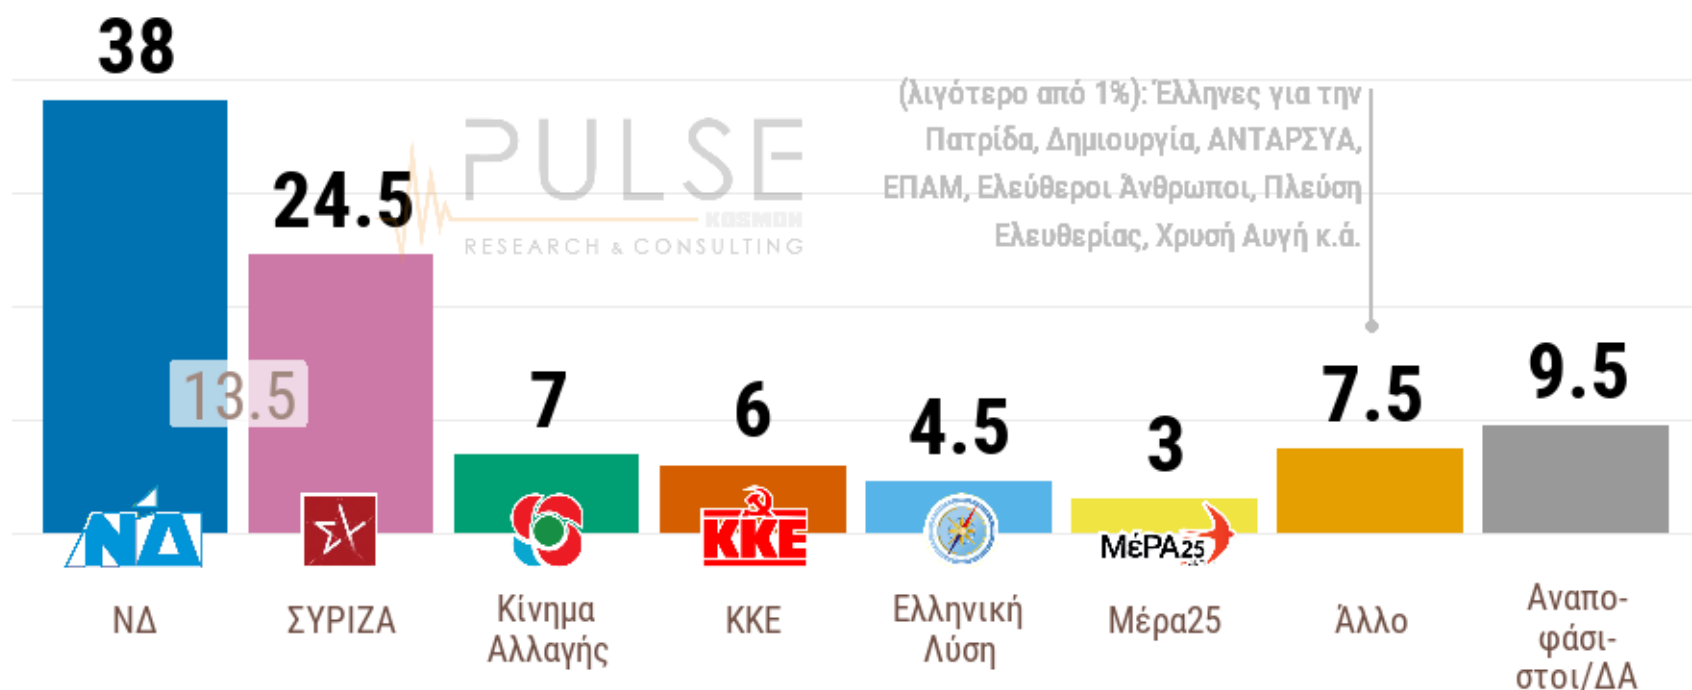 38
24.5
13.5
7
6
4.5
3
7.5
9.5
PULSE
KOSMON
RESEARCH & CONSULTING
(λιγότερο από 1%): Έλληνες για την
Πατρίδα, Δημιουργία, ΑΝΤΑΡΣΥΑ,
ΕΠΑΜ, Ελεύθεροι Άνθρωποι, Πλεύση
Ελευθερίας, Χρυσή Αυγή κ.ά.
ΝΔ
ΚΚΕ
ΜέΡΑ25
ΝΔ
ΣΥΡΙΖΑ
Κίνημα
Αλλαγής
ΚΚΕ
Ελληνική
Λύση
Μέρα25
Άλλο
Αναπο-
φάσι-
στοι/ΔΑ